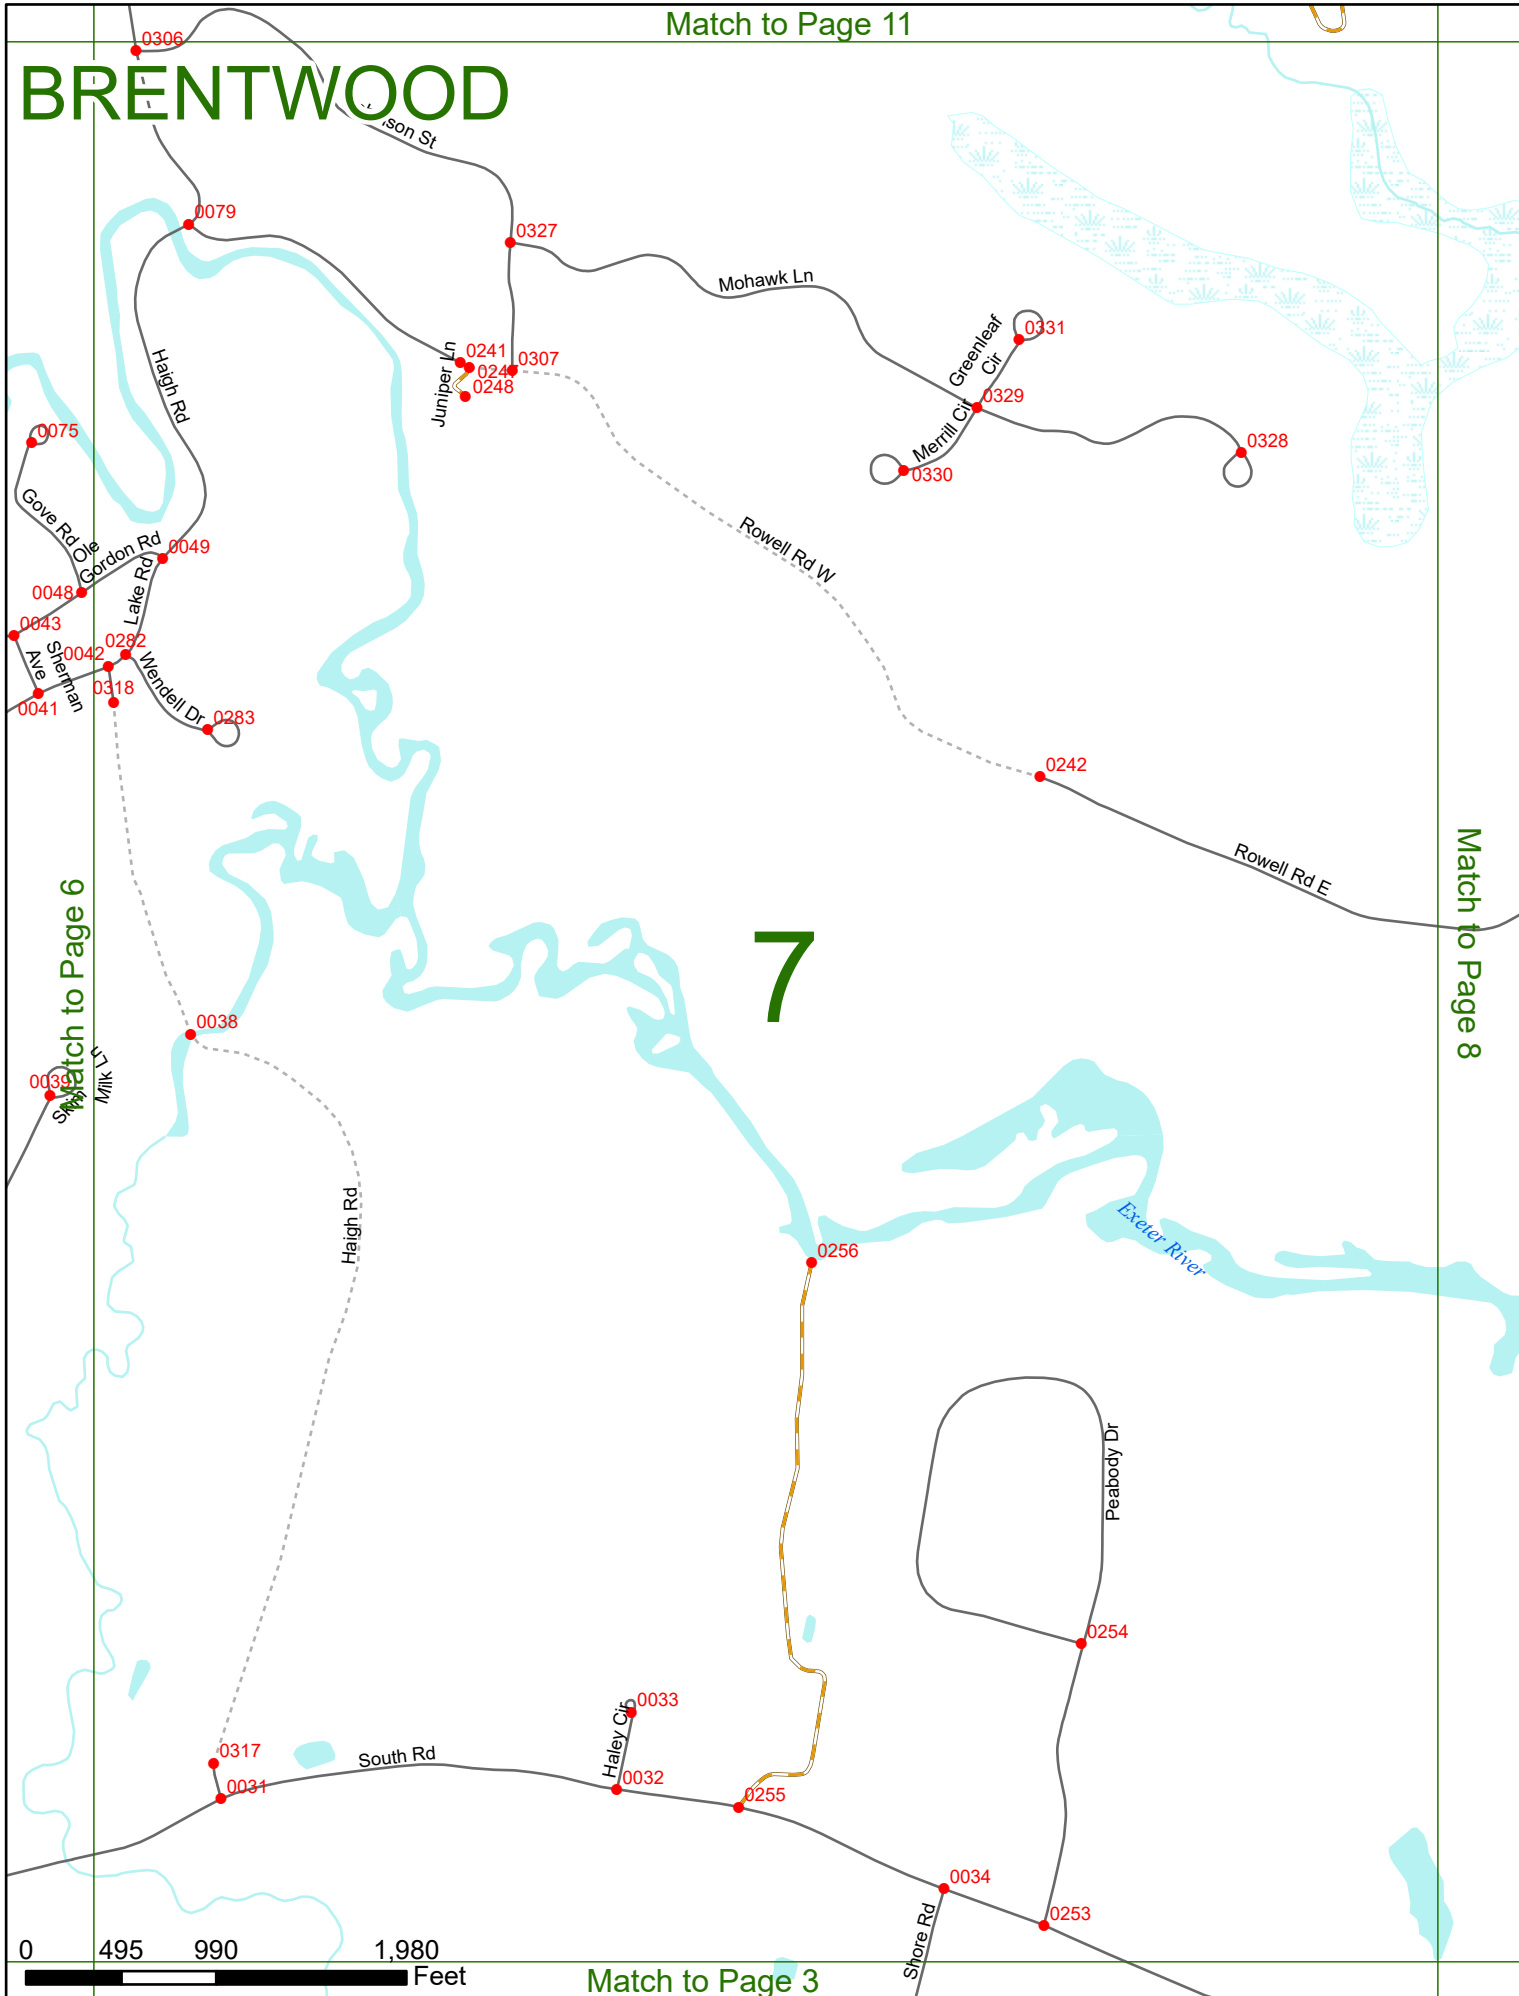 Match to Page 11
0306
BRENTWOOD
son St
0079
0327
Mohawk Ln
Greenleaf
Cir
0331
Haigh Rd
Juniper Ln
0241
0307
0248
0329
Merrill Cir
0328
0330
0075
Gove Rd
Ole
Gordon Rd
0049
0048
Lake Rd
Rowell Rd W
0043
0282
0042
Sherman
Ave
0318
0041
Wendell Dr
0283
0242
Rowell Rd E
Match to Page 6
7
Match to Page 8
0038
0039
Skim
Milk
Ln
Haigh Rd
Exeter River
0256
Peabody Dr
0254
0033
Haley Cir
0317
South Rd
0031
0032
0255
0034
Shore Rd
0253
0 495 990 1,980
Feet
Match to Page 3